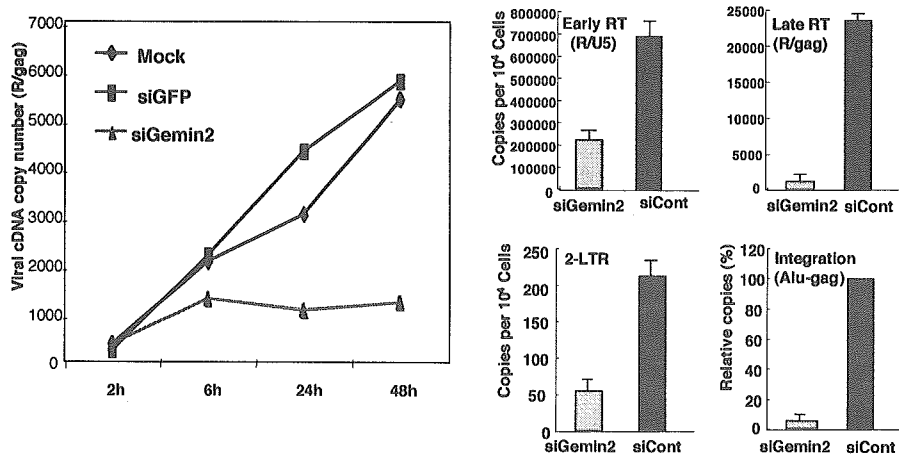 Viral cDNA copy number (R/gag)
7000
6000
5000
4000
3000
2000
1000
0
Mock
siGFP
siGemin2
2h
6h
24h
48h
Copies per 10⁴ Cells
800000
700000
600000
500000
400000
300000
200000
100000
0
Early RT
(R/U5)
siGemin2
siCont
25000
20000
15000
10000
5000
0
Late RT
(R/gag)
siGemin2
siCont
Copies per 10⁴ Cells
250
200
150
100
50
0
2-LTR
siGemin2
siCont
Relative copies (%)
120
100
80
60
40
20
0
Integration
(Alu-gag)
siGemin2
siCont